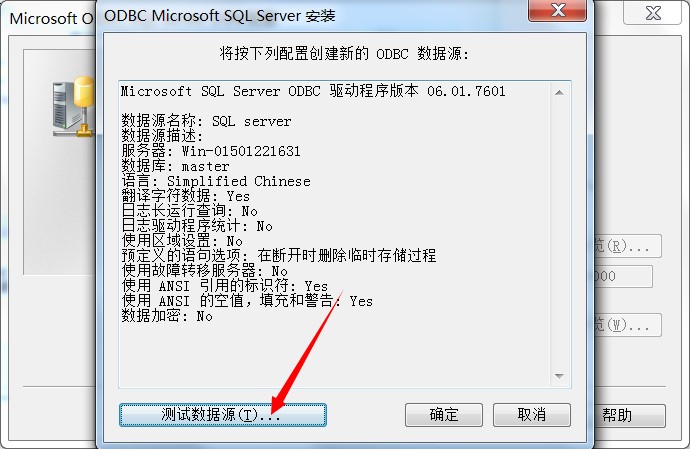 Microsoft O
ODBC Microsoft SQL Server 安装
将按下列配置创建新的 ODBC 数据源:
Microsoft SQL Server ODBC 驱动程序版本 06.01.7601
数据源名称: SQL server
数据源描述:
服务器: Win-01501221631
数据库: master
语言: Simplified Chinese
翻译字符数据: Yes
日志长运行查询: No
日志驱动程序统计: No
使用区域设置: No
预定义的语句选项: 在断开时删除临时存储过程
使用故障转移服务器: No
使用 ANSI 引用的标识符: Yes
使用 ANSI 的空值, 填充和警告: Yes
数据加密: No
览(R)...
000
览(W)...
测试数据源(T)...
确定
取消
帮助